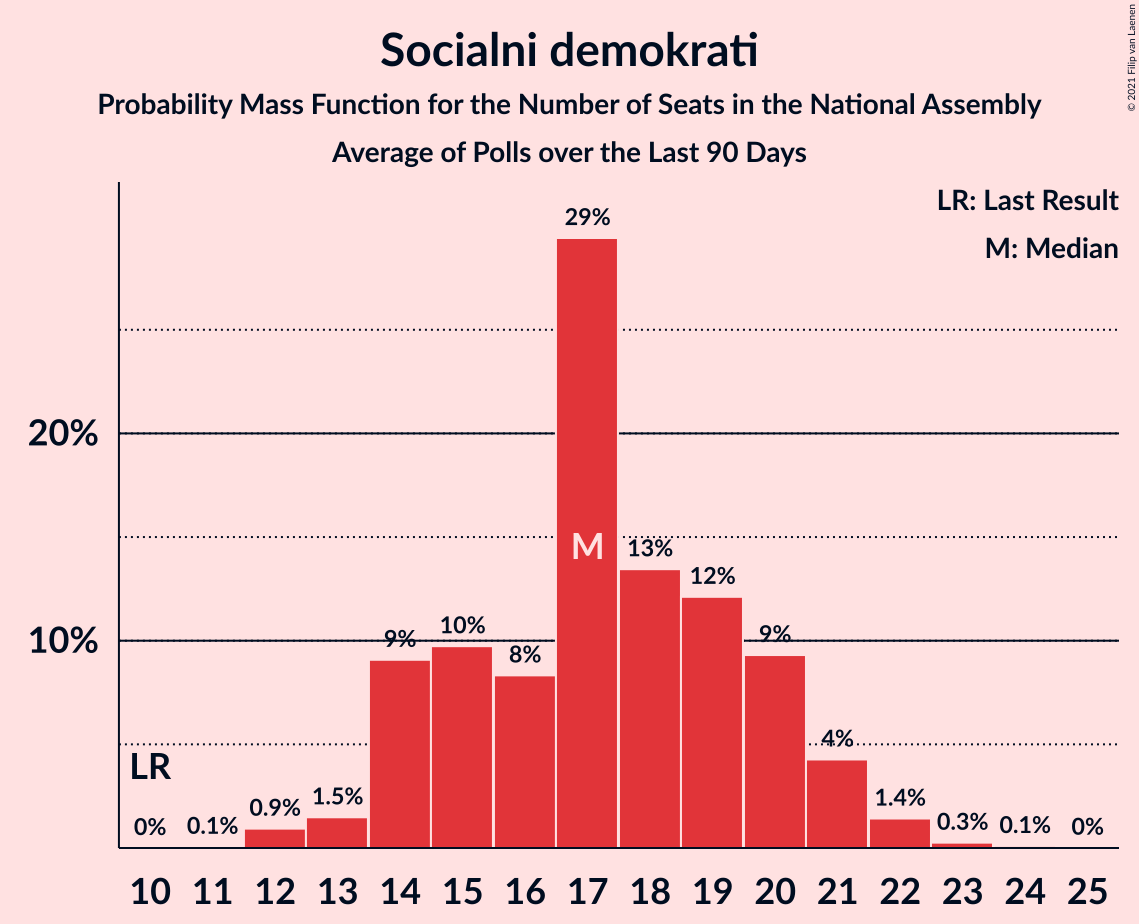 Socialni demokrati
Probability Mass Function for the Number of Seats in the National Assembly
Average of Polls over the Last 90 Days
© 2021 Filip van Laenen
LR: Last Result
M: Median
20%
10%
0%
0.1%
0.9%
1.5%
9%
10%
8%
29%
13%
12%
9%
4%
1.4%
0.3%
0.1%
0%
LR
M
10 11 12 13 14 15 16 17 18 19 20 21 22 23 24 25